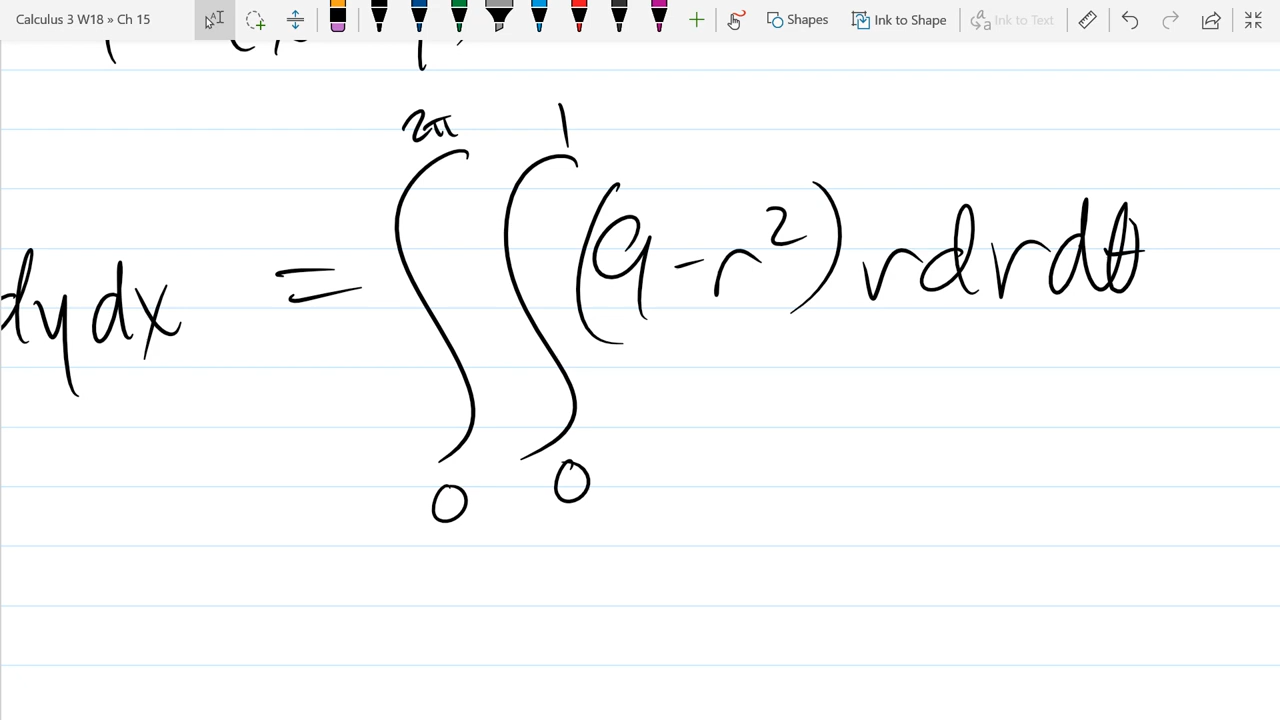 Calculus 3 W18 » Ch 15
Shapes
Ink to Shape
Ink to Text
dydx = ∫₀^{2π} ∫₀^1 (9-r²) r dr dθ